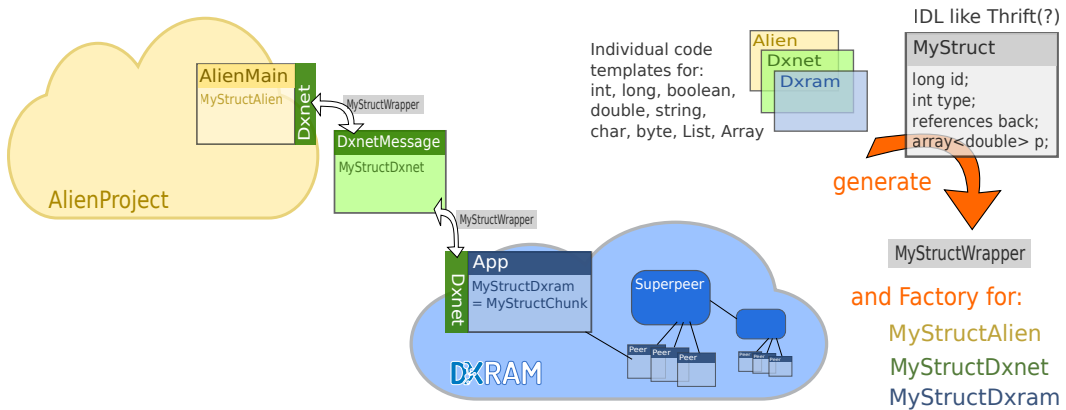 AlienMain
MyStructAlien
Dxnet
MyStructWrapper
DxnetMessage
MyStructDxnet
AlienProject
MyStructWrapper
Dxnet
App
MyStructDxram
= MyStructChunk
DXRAM
Superpeer
Peer
Peer
Peer
Peer
Peer
Peer
Individual code
templates for:
int, long, boolean,
double, string,
char, byte, List, Array
Alien
Dxnet
Dxram
IDL like Thrift(?)
MyStruct
long id;
int type;
references back;
array<double> p;
generate
MyStructWrapper
and Factory for:
MyStructAlien
MyStructDxnet
MyStructDxram